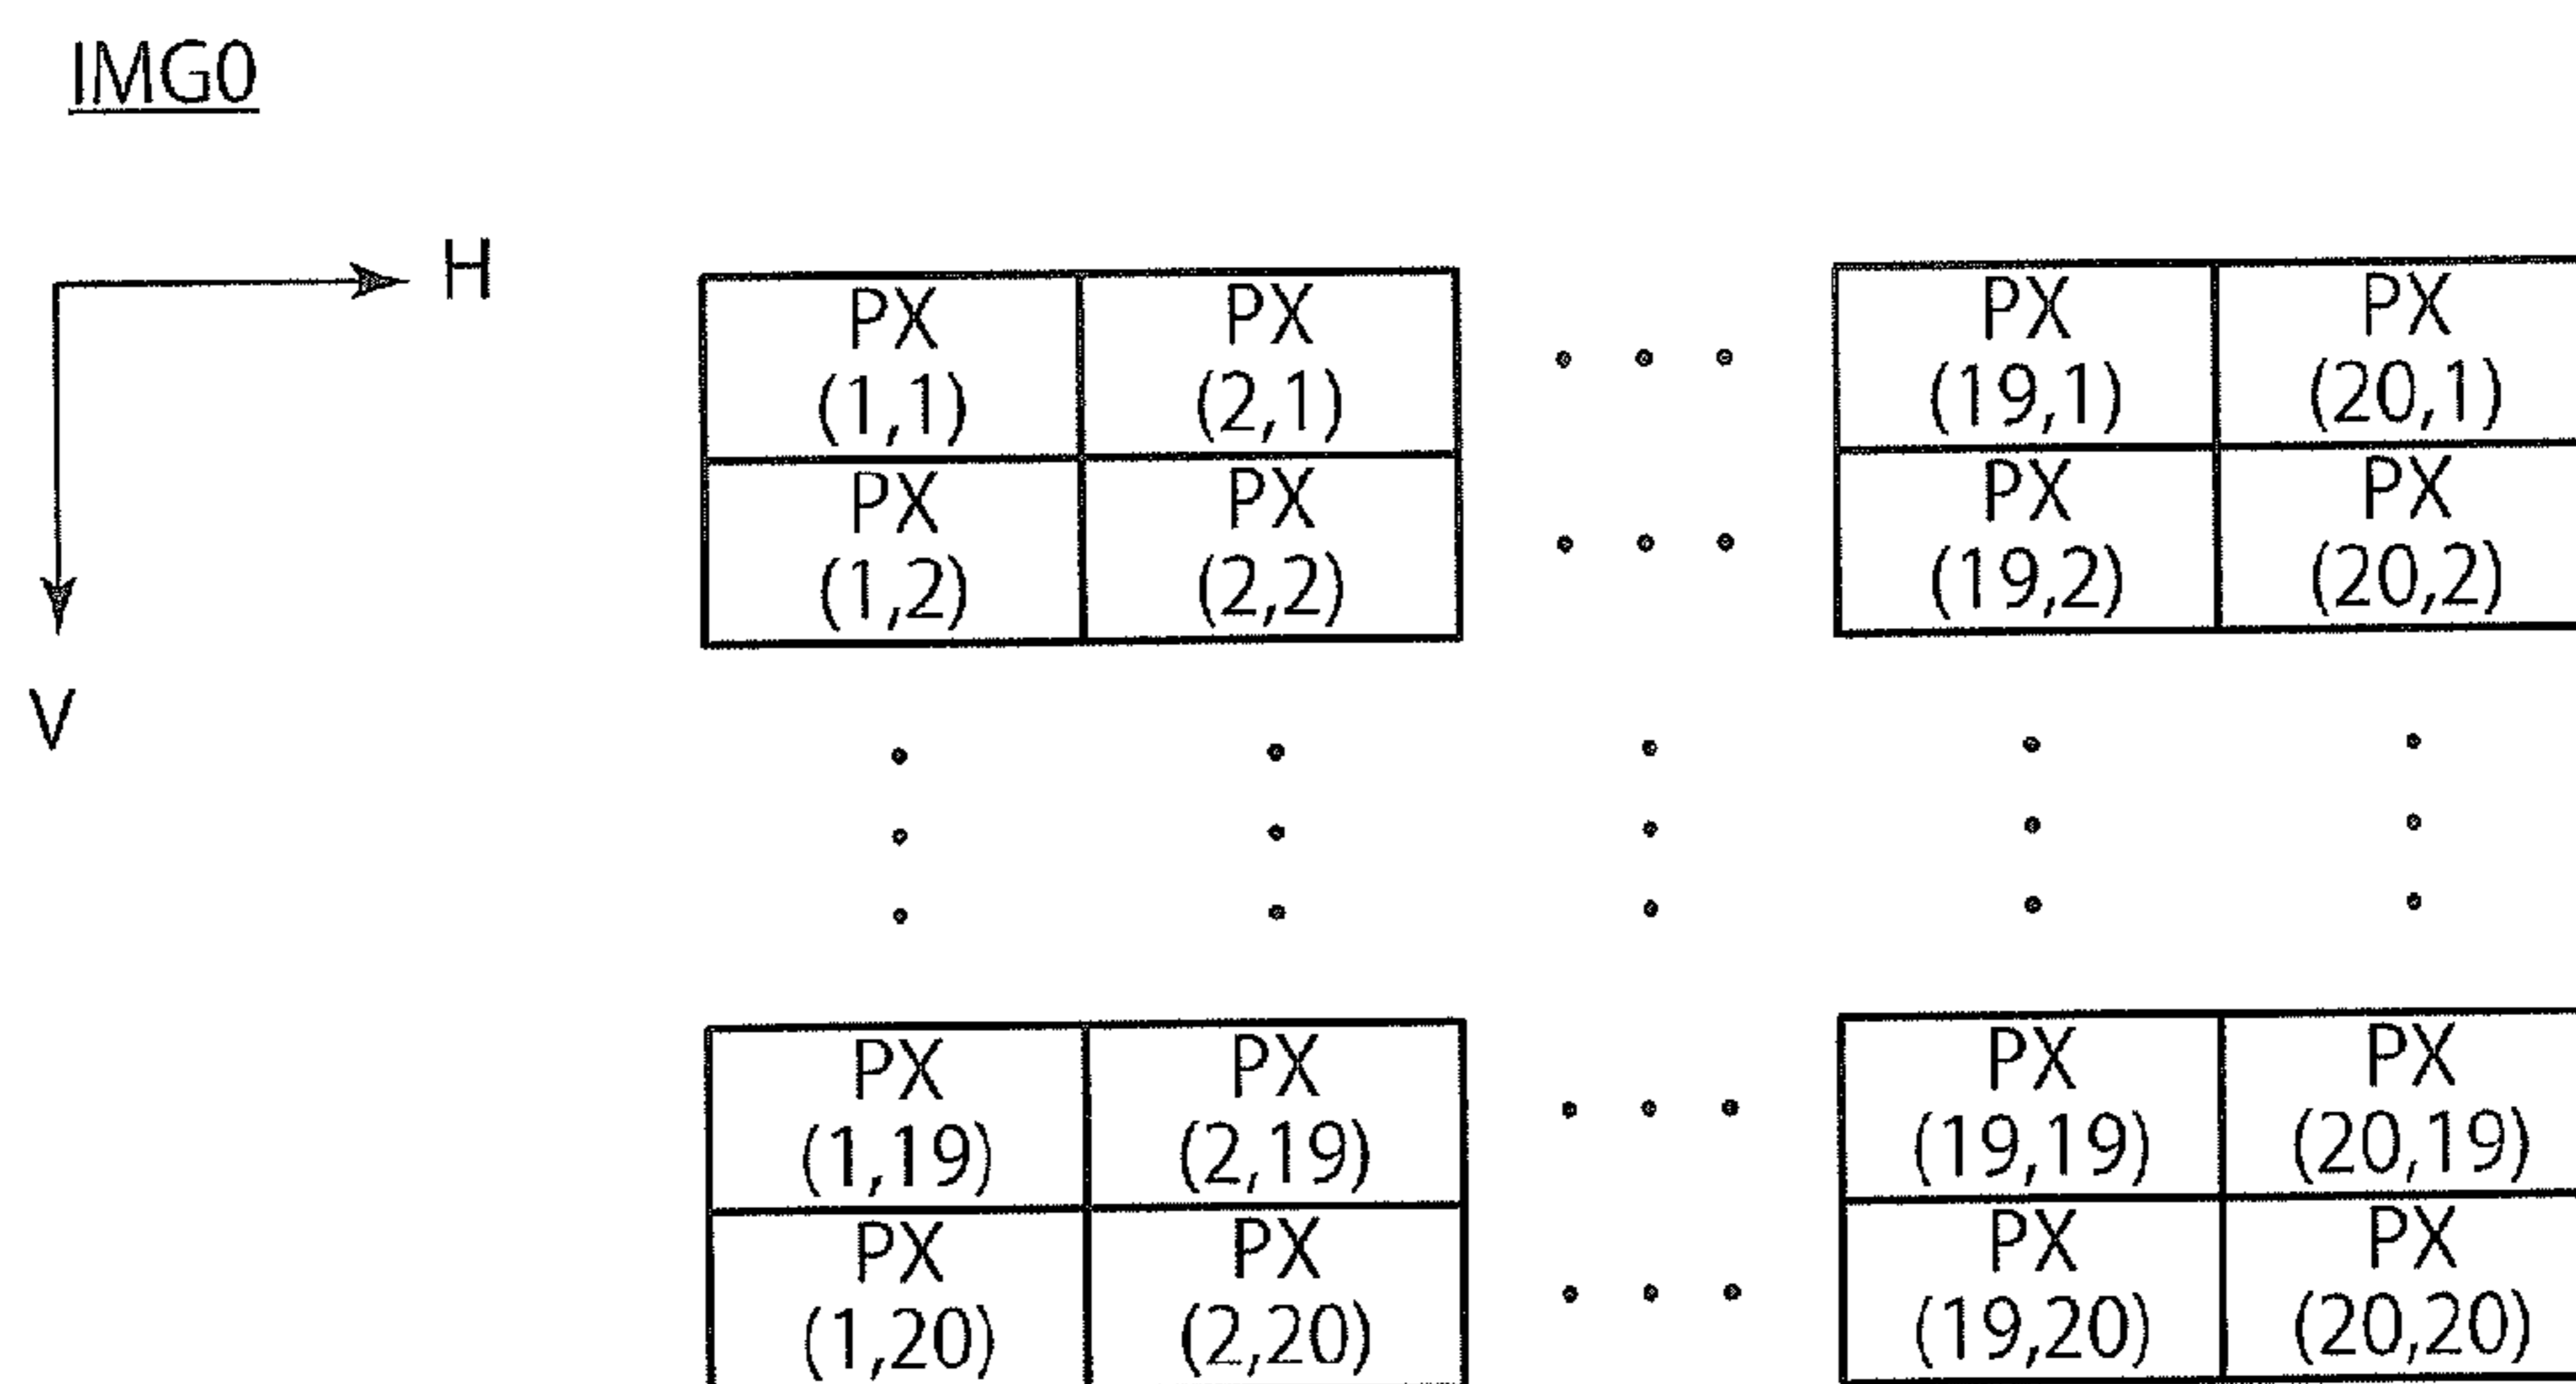 IMG0
H
V
PX PX PX PX
(1,1) (2,1) (19,1) (20,1)
PX PX PX PX
(1,2) (2,2) (19,2) (20,2)
PX PX PX PX
(1,19) (2,19) (19,19) (20,19)
PX PX PX PX
(1,20) (2,20) (19,20) (20,20)